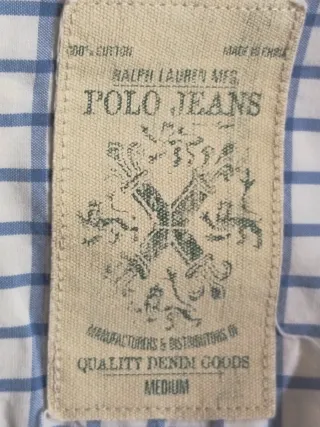 100% COTTON MADE IN CHINA
RALPH LAUREN MFG.
POLO JEANS
MANUFACTURERS & DISTRIBUTORS OF
QUALITY DENIM GOODS
MEDIUM